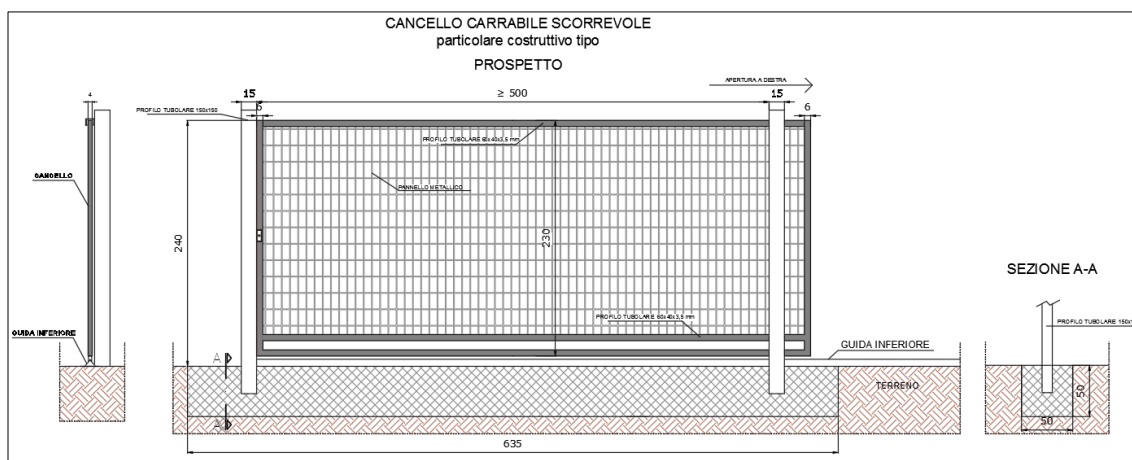 CANCELLO CARRABILE SCORREVOLE
particolare costruttivo tipo
PROSPETTO
APERTURA A DESTRA
15
≥ 500
15
4
6
6
PROFILO TUBOLARE 150x150
PROFILO TUBOLARE 60x40x3,5 mm
CANCELLO
PANNELLO METALLICO
240
230
SEZIONE A-A
PROFILO TUBOLARE 60x40x3,5 mm
PROFILO TUBOLARE 150x1
GUIDA INFERIORE
GUIDA INFERIORE
A
TERRENO
50
A
50
635